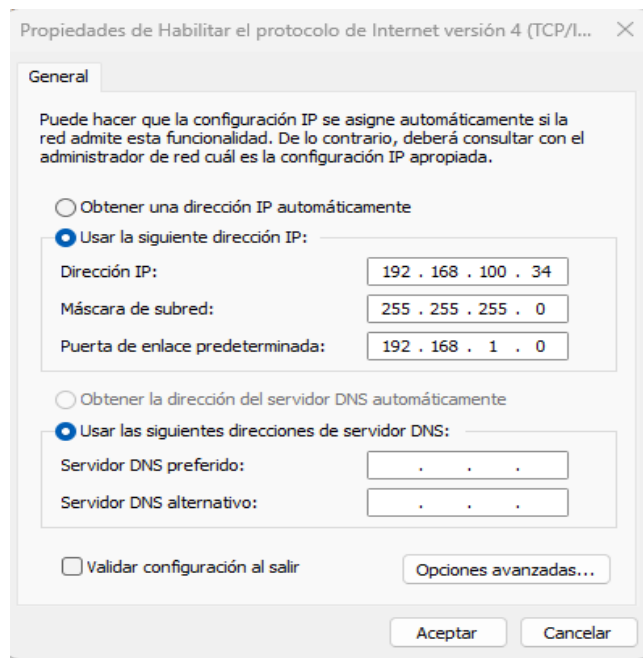 Propiedades de Habilitar el protocolo de Internet versión 4 (TCP/I...
General
Puede hacer que la configuración IP se asigne automáticamente si la
red admite esta funcionalidad. De lo contrario, deberá consultar con el
administrador de red cuál es la configuración IP apropiada.
Obtener una dirección IP automáticamente
Usar la siguiente dirección IP:
Dirección IP: 192 . 168 . 100 . 34
Máscara de subred: 255 . 255 . 255 . 0
Puerta de enlace predeterminada: 192 . 168 . 1 . 0
Obtener la dirección del servidor DNS automáticamente
Usar las siguientes direcciones de servidor DNS:
Servidor DNS preferido: . . .
Servidor DNS alternativo: . . .
Validar configuración al salir
Opciones avanzadas...
Aceptar Cancelar